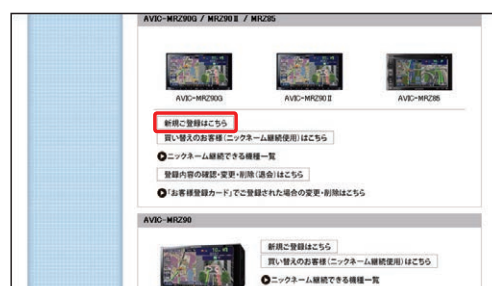 AVIC-MRZ90G / MRZ90Ⅱ / MRZ85
AVIC-MRZ90G AVIC-MRZ90Ⅱ AVIC-MRZ85
新規ご登録はこちら
買い替えのお客様(ニックネーム継続使用)はこちら
ニックネーム継続できる機種一覧
登録内容の確認・変更・削除(退会)はこちら
「お客様登録カード」でご登録された場合の変更・削除はこちら
AVIC-MRZ90
新規ご登録はこちら
買い替えのお客様(ニックネーム継続使用)はこちら
ニックネーム継続できる機種一覧